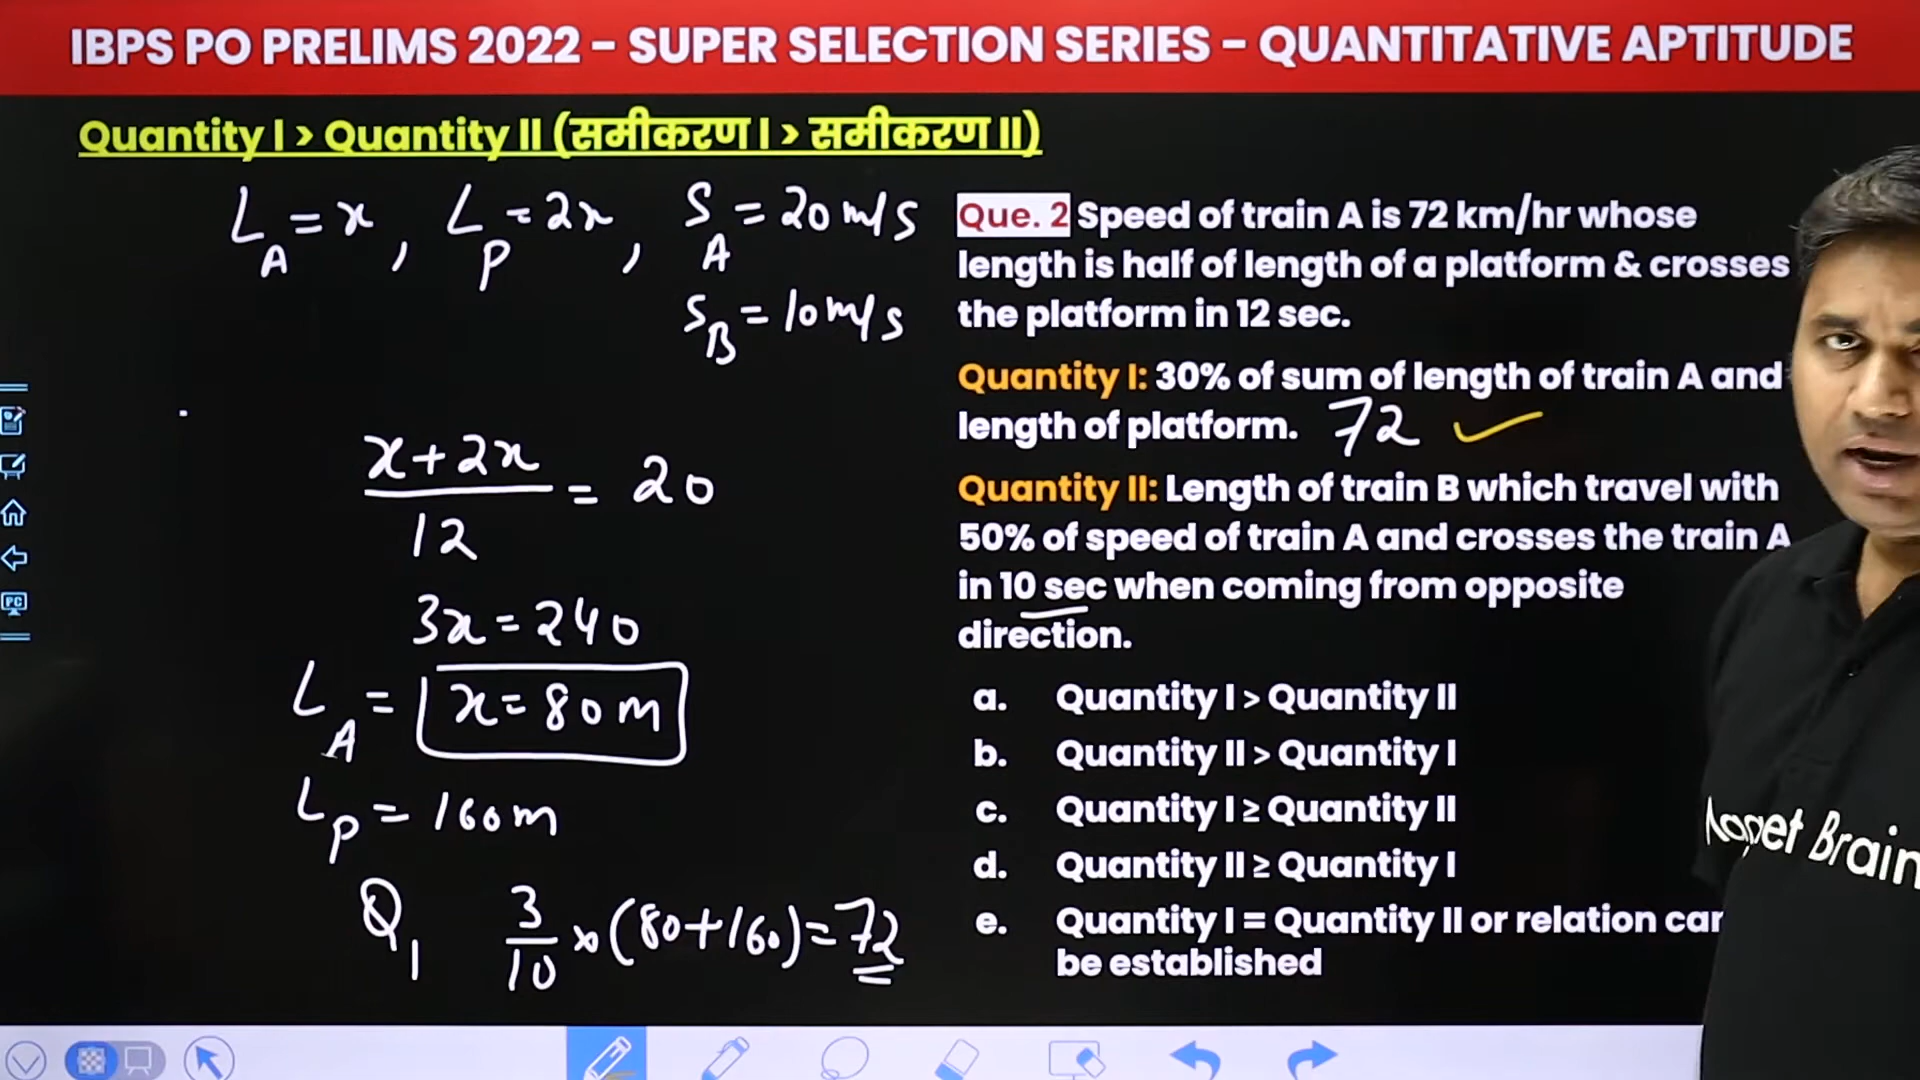 IBPS PO PRELIMS 2022 - SUPER SELECTION SERIES - QUANTITATIVE APTITUDE
Quantity I > Quantity II (समीकरण I > समीकरण II)
L_A = x , L_P = 2x , S_A = 20 m/s
S_B = 10 m/s
x+2x / 12 = 20
3x = 240
L_A = x = 80 m
L_P = 160 m
Q_1 3/10 × (80+160) = 72
Que. 2 Speed of train A is 72 km/hr whose
length is half of length of a platform & crosses
the platform in 12 sec.
Quantity I: 30% of sum of length of train A and
length of platform. 72
Quantity II: Length of train B which travel with
50% of speed of train A and crosses the train A
in 10 sec when coming from opposite
direction.
a. Quantity I > Quantity II
b. Quantity II > Quantity I
c. Quantity I ≥ Quantity II
d. Quantity II ≥ Quantity I
e. Quantity I = Quantity II or relation can
be established
Brain
PC